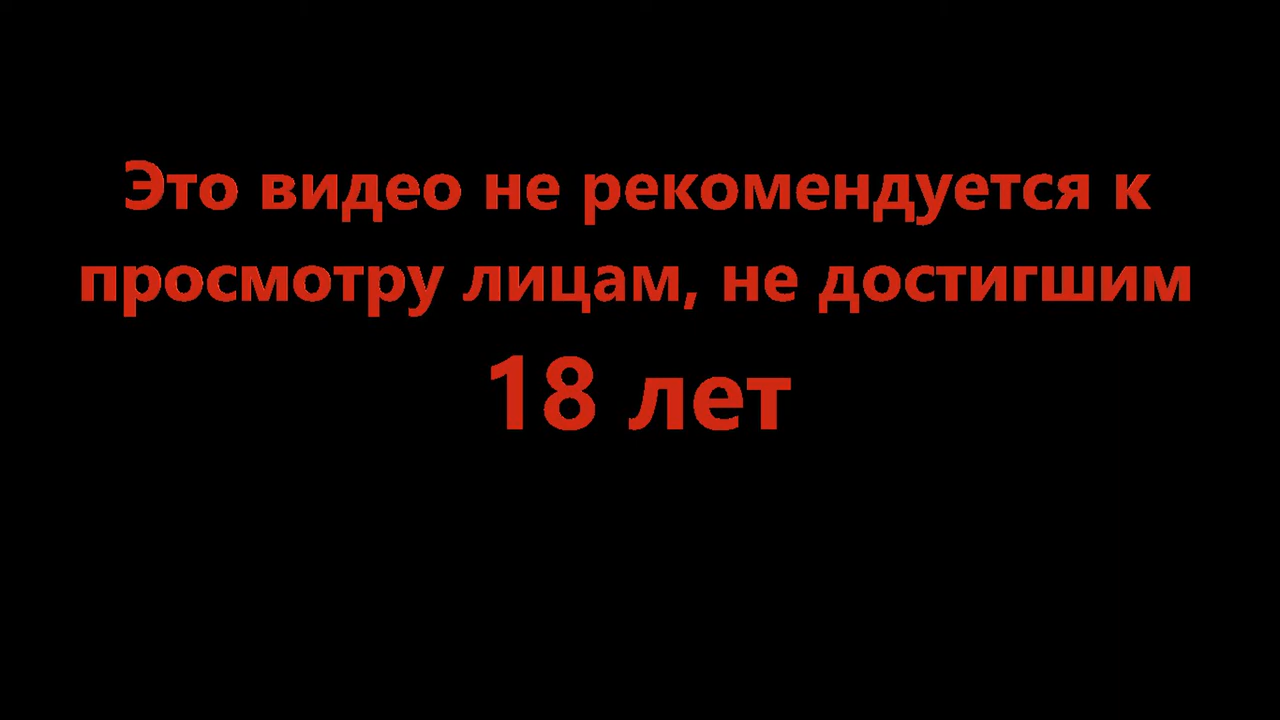 Это видео не рекомендуется к
просмотру лицам, не достигшим
18 лет